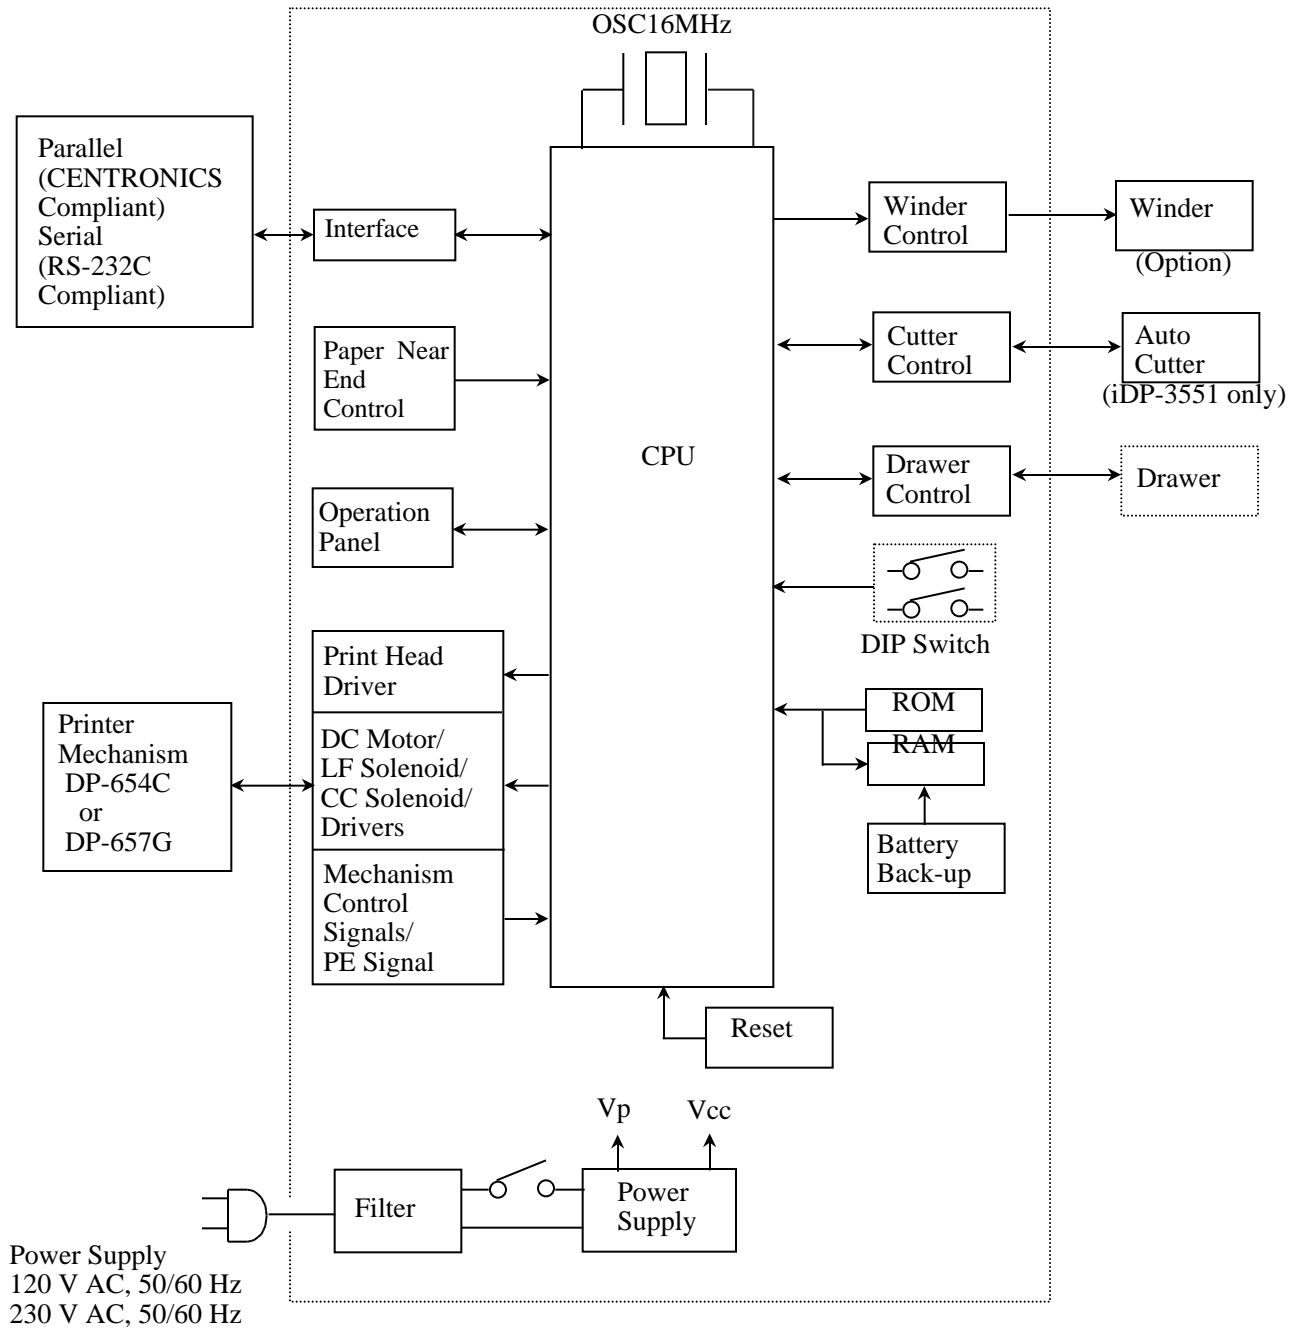 OSC16MHz
Parallel
(CENTRONICS
Compliant)
Serial
(RS-232C
Compliant)
Interface
Winder
Control
Winder
(Option)
Paper Near
End
Control
Cutter
Control
Auto
Cutter
(iDP-3551 only)
CPU
Drawer
Control
Drawer
Operation
Panel
DIP Switch
Print Head
Driver
ROM
RAM
Printer
Mechanism
DP-654C
or
DP-657G
DC Motor/
LF Solenoid/
CC Solenoid/
Drivers
Battery
Back-up
Mechanism
Control
Signals/
PE Signal
Reset
Vp
Vcc
Filter
Power
Supply
Power Supply
120 V AC, 50/60 Hz
230 V AC, 50/60 Hz